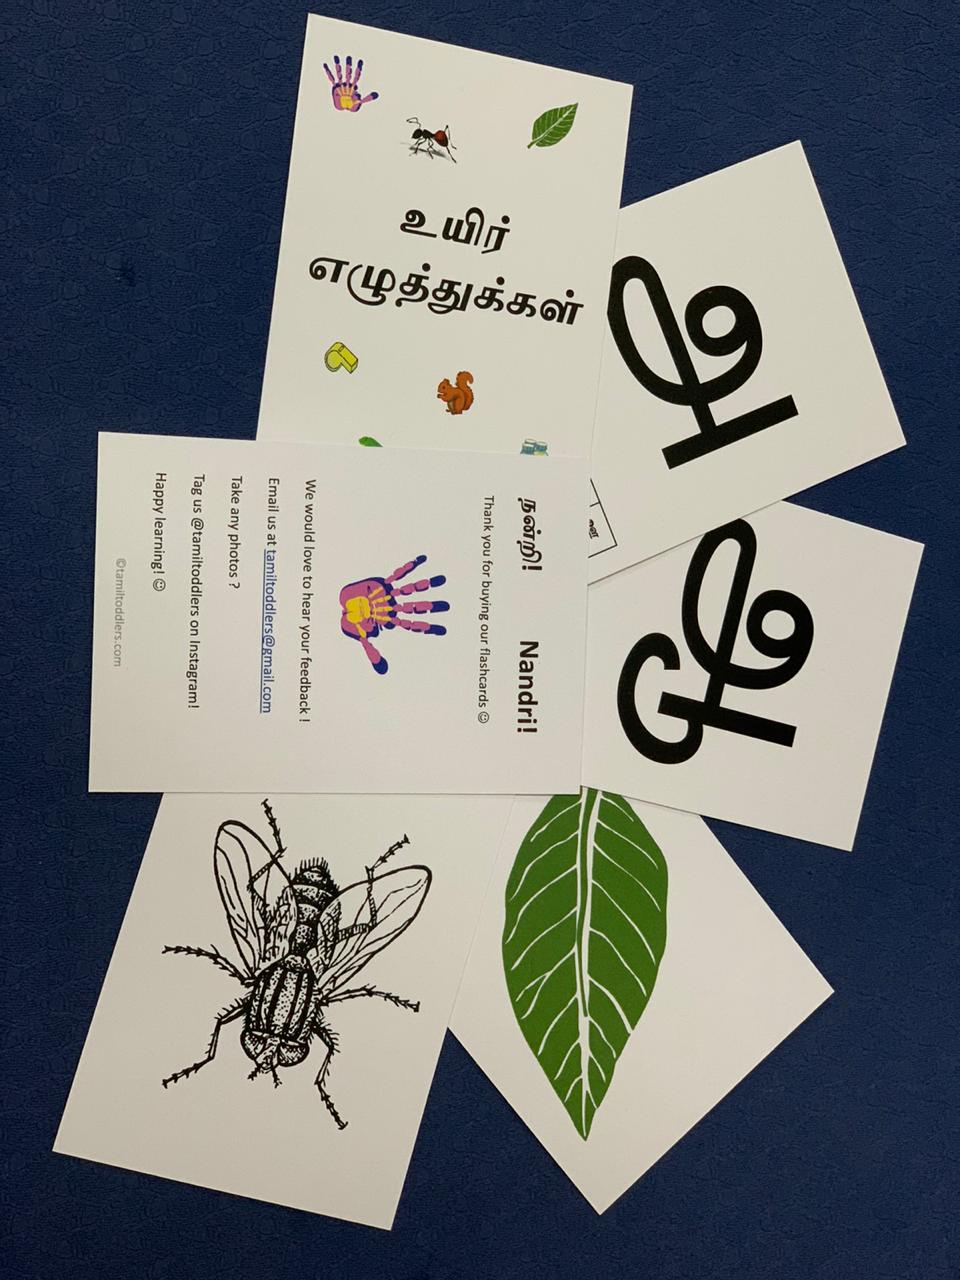 அ
ஆ
உயிர்
எழுத்துக்கள்
நன்றி! Nandri!
Thank you for buying our flashcards ☺
We would love to hear your feedback !
Email us at tamiltoddlers@gmail.com
Take any photos ?
Tag us @tamiltoddlers on Instagram!
Happy learning! ☺
©tamiltoddlers.com